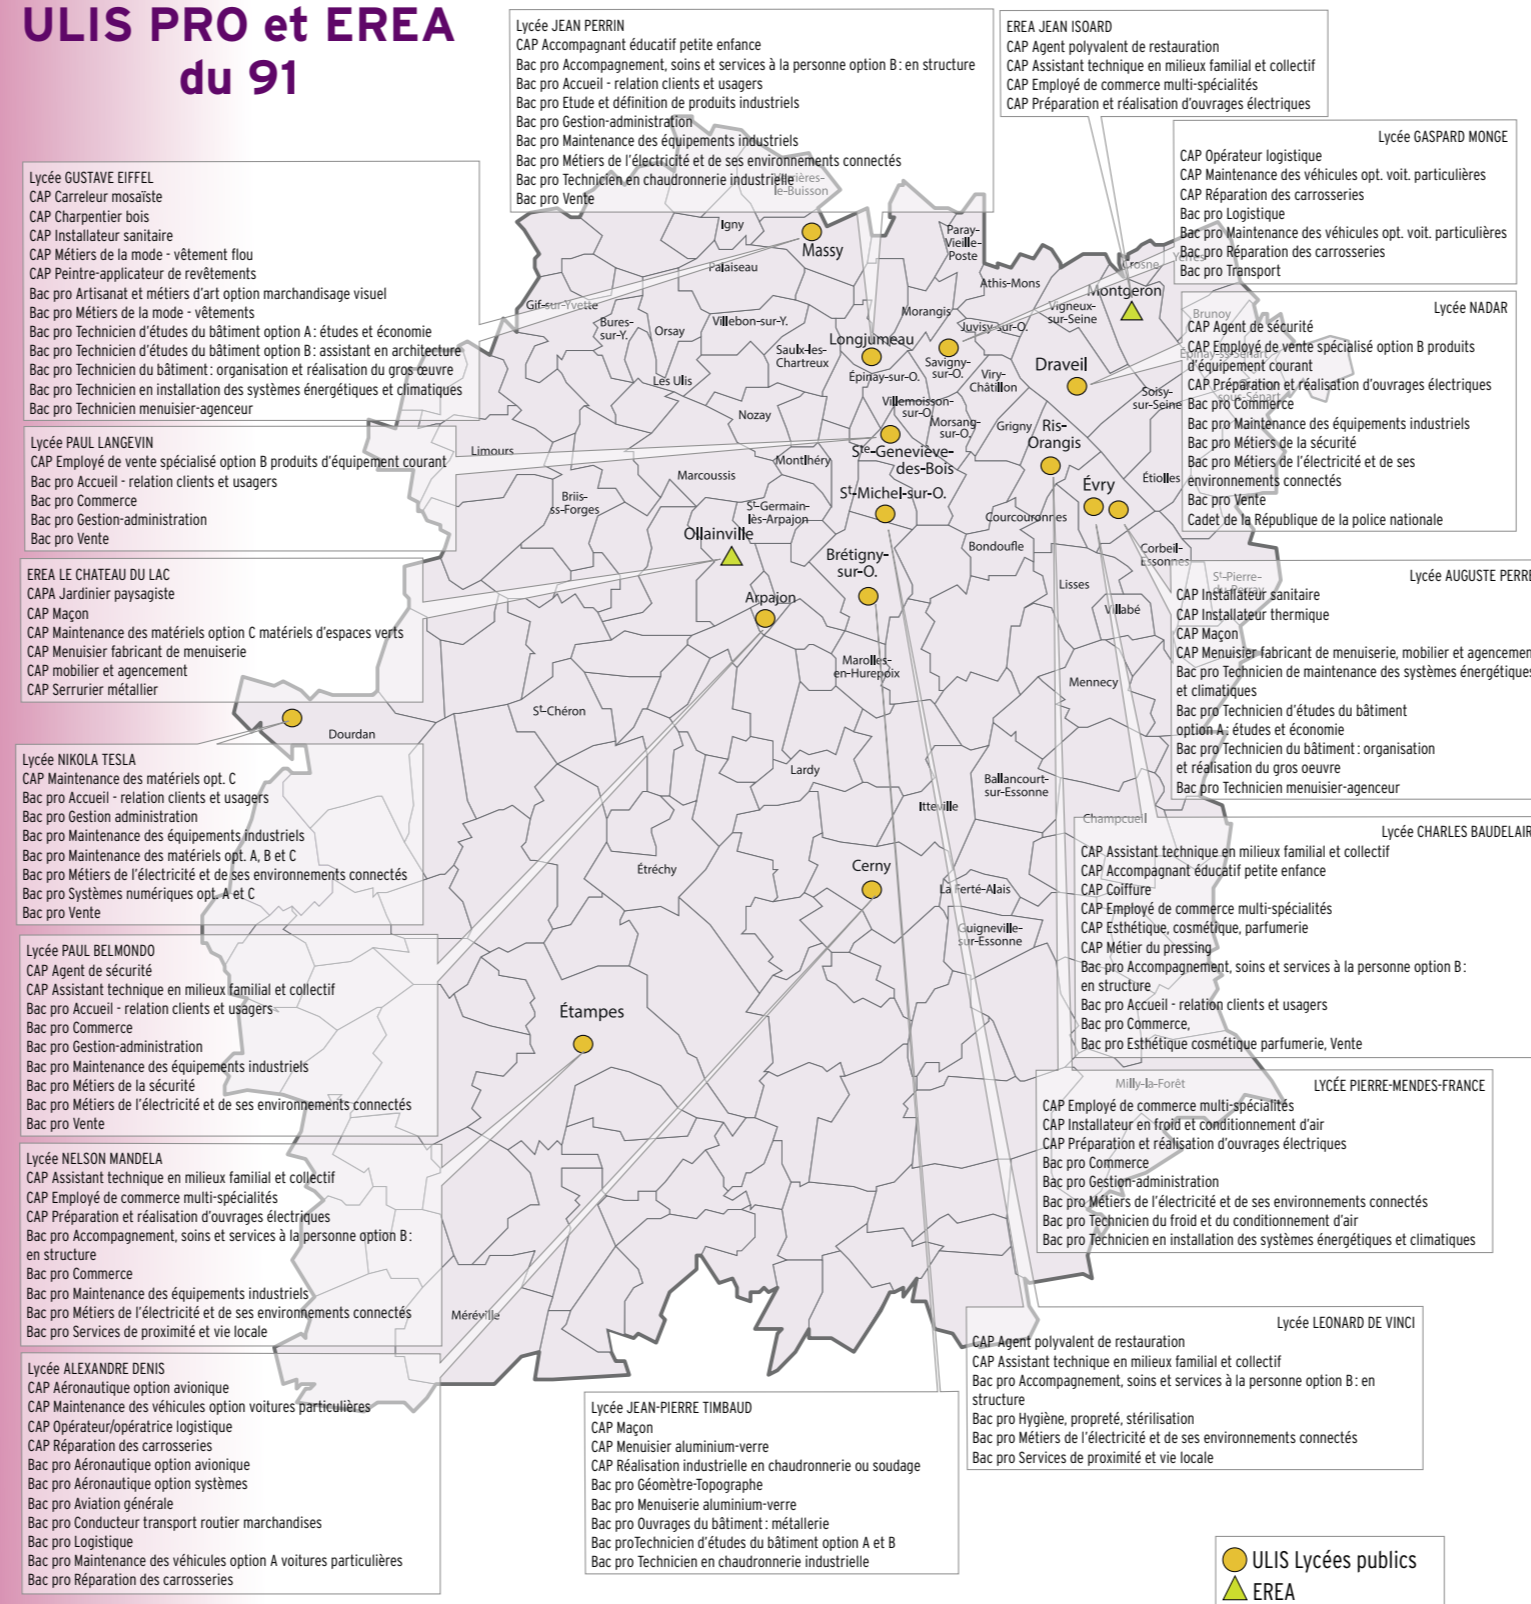 ULIS PRO et EREA
du 91
Lycée JEAN PERRIN
CAP Accompagnant éducatif petite enfance
Bac pro Accompagnement, soins et services à la personne option B: en structure
Bac pro Accueil - relation clients et usagers
Bac pro Etude et définition de produits industriels
Bac pro Gestion-administration
Bac pro Maintenance des équipements industriels
Bac pro Métiers de l'électricité et de ses environnements connectés
Bac pro Technicien en chaudronnerie industrielle
Bac pro Vente
EREA JEAN ISOARD
CAP Agent polyvalent de restauration
CAP Assistant technique en milieux familial et collectif
CAP Employé de commerce multi-spécialités
CAP Préparation et réalisation d'ouvrages électriques
Lycée GASPARD MONGE
CAP Opérateur logistique
CAP Maintenance des véhicules opt. voit. particulières
CAP Réparation des carrosseries
Bac pro Logistique
Bac pro Maintenance des véhicules opt. voit. particulières
Bac pro Réparation des carrosseries
Bac pro Transport
Lycée GUSTAVE EIFFEL
CAP Carreleur mosaïste
CAP Charpentier bois
CAP Installateur sanitaire
CAP Métiers de la mode - vêtement flou
CAP Peintre-applicateur de revêtements
Bac pro Artisanat et métiers d'art option marchandisage visuel
Bac pro Métiers de la mode - vêtements
Bac pro Technicien d'études du bâtiment option A: études et économie
Bac pro Technicien d'études du bâtiment option B: assistant en architecture
Bac pro Technicien du bâtiment: organisation et réalisation du gros œuvre
Bac pro Technicien en installation des systèmes énergétiques et climatiques
Bac pro Technicien menuisier-agenceur
Lycée NADAR
CAP Agent de sécurité
CAP Employé de vente spécialisé option B produits
d'équipement courant
CAP Préparation et réalisation d'ouvrages électriques
Bac pro Commerce
Bac pro Maintenance des équipements industriels
Bac pro Métiers de la sécurité
Bac pro Métiers de l'électricité et de ses
environnements connectés
Bac pro Vente
Cadet de la République de la police nationale
Lycée PAUL LANGEVIN
CAP Employé de vente spécialisé option B produits d'équipement courant
Bac pro Accueil - relation clients et usagers
Bac pro Commerce
Bac pro Gestion-administration
Bac pro Vente
EREA LE CHATEAU DU LAC
CAPA Jardinier paysagiste
CAP Maçon
CAP Maintenance des matériels option C matériels d'espaces verts
CAP Menuisier fabricant de menuiserie
CAP mobilier et agencement
CAP Serrurier métallier
Lycée AUGUSTE PERRE
CAP Installateur sanitaire
CAP Installateur thermique
CAP Maçon
CAP Menuisier fabricant de menuiserie, mobilier et agencemen
Bac pro Technicien de maintenance des systèmes énergétiques
et climatiques
Bac pro Technicien d'études du bâtiment
option A: études et économie
Bac pro Technicien du bâtiment: organisation
et réalisation du gros oeuvre
Bac pro Technicien menuisier-agenceur
Lycée NIKOLA TESLA
CAP Maintenance des matériels opt. C
Bac pro Accueil - relation clients et usagers
Bac pro Gestion administration
Bac pro Maintenance des équipements industriels
Bac pro Maintenance des matériels opt. A, B et C
Bac pro Métiers de l'électricité et de ses environnements connectés
Bac pro Systèmes numériques opt. A et C
Bac pro Vente
Lycée CHARLES BAUDELAIR
CAP Assistant technique en milieux familial et collectif
CAP Accompagnant éducatif petite enfance
CAP Coiffure
CAP Employé de commerce multi-spécialités
CAP Esthétique, cosmétique, parfumerie
CAP Métier du pressing
Bac pro Accompagnement, soins et services à la personne option B:
en structure
Bac pro Accueil - relation clients et usagers
Bac pro Commerce,
Bac pro Esthétique cosmétique parfumerie, Vente
Lycée PAUL BELMONDO
CAP Agent de sécurité
CAP Assistant technique en milieux familial et collectif
Bac pro Accueil - relation clients et usagers
Bac pro Commerce
Bac pro Gestion-administration
Bac pro Maintenance des équipements industriels
Bac pro Métiers de la sécurité
Bac pro Métiers de l'électricité et de ses environnements connectés
Bac pro Vente
LYCÉE PIERRE-MENDES-FRANCE
CAP Employé de commerce multi-spécialités
CAP Installateur en froid et conditionnement d'air
CAP Préparation et réalisation d'ouvrages électriques
Bac pro Commerce
Bac pro Gestion-administration
Bac pro Métiers de l'électricité et de ses environnements connectés
Bac pro Technicien du froid et du conditionnement d'air
Bac pro Technicien en installation des systèmes énergétiques et climatiques
Lycée NELSON MANDELA
CAP Assistant technique en milieux familial et collectif
CAP Employé de commerce multi-spécialités
CAP Préparation et réalisation d'ouvrages électriques
Bac pro Accompagnement, soins et services à la personne option B:
en structure
Bac pro Commerce
Bac pro Maintenance des équipements industriels
Bac pro Métiers de l'électricité et de ses environnements connectés
Bac pro Services de proximité et vie locale
Lycée LEONARD DE VINCI
CAP Agent polyvalent de restauration
CAP Assistant technique en milieux familial et collectif
Bac pro Accompagnement, soins et services à la personne option B: en
structure
Bac pro Hygiène, propreté, stérilisation
Bac pro Métiers de l'électricité et de ses environnements connectés
Bac pro Services de proximité et vie locale
Lycée ALEXANDRE DENIS
CAP Aéronautique option avionique
CAP Maintenance des véhicules option voitures particulières
CAP Opérateur/opératrice logistique
CAP Réparation des carrosseries
Bac pro Aéronautique option avionique
Bac pro Aéronautique option systèmes
Bac pro Aviation générale
Bac pro Conducteur transport routier marchandises
Bac pro Logistique
Bac pro Maintenance des véhicules option A voitures particulières
Bac pro Réparation des carrosseries
Lycée JEAN-PIERRE TIMBAUD
CAP Maçon
CAP Menuisier aluminium-verre
CAP Réalisation industrielle en chaudronnerie ou soudage
Bac pro Géomètre-Topographe
Bac pro Menuiserie aluminium-verre
Bac pro Ouvrages du bâtiment: métallerie
Bac proTechnicien d'études du bâtiment option A et B
Bac pro Technicien en chaudronnerie industrielle
le-Buisson
Igny
Massy
Palaiseau
Paray-
Vieille-
Poste
Athis-Mons
Crosne
Yerres
Montgeron
Brunoy
Gif-sur-Yvette
Bures-
sur-Y.
Orsay
Villebon-sur-Y.
Morangis
Juvisy-sur-O.
Vigneux-
sur-Seine
Longjumeau
Saulx-les-
Chartreux
Épinay-sur-O.
Savigny-
sur-O.
Viry-
Châtillon
Draveil
Épinay-ss-Sénart
sous-Sénart
Soisy-
sur-Seine
Les Ulis
Nozay
Villemoisson-
sur-O.
Morsang-
sur-O.
Grigny
Ris-
Orangis
Limours
Montlhéry
Ste-Geneviève-
des-Bois
Marcoussis
Évry
Étiolles
Briis-
ss-Forges
St-Germain-
lès-Arpajon
St-Michel-sur-O.
Courcouronnes
Ollainville
Brétigny-
sur-O.
Bondoufle
Corbeil-
Essonnes
St-Pierre-
Lisses
Villabé
Arpajon
Marolles-
en-Hurepoix
Mennecy
St-Chéron
Dourdan
Lardy
Ballancourt-
sur-Essonne
Itteville
Champcueil
Étréchy
Cerny
La Ferté-Alais
Guigneville-
sur-Essonne
Étampes
Milly-la-Forêt
Méréville
ULIS Lycées publics
EREA